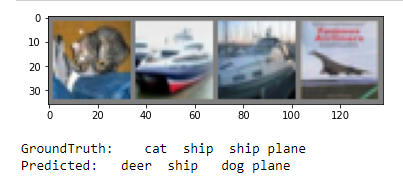 0
10
20
30
0 20 40 60 80 100 120
GroundTruth: cat ship ship plane
Predicted: deer ship dog plane